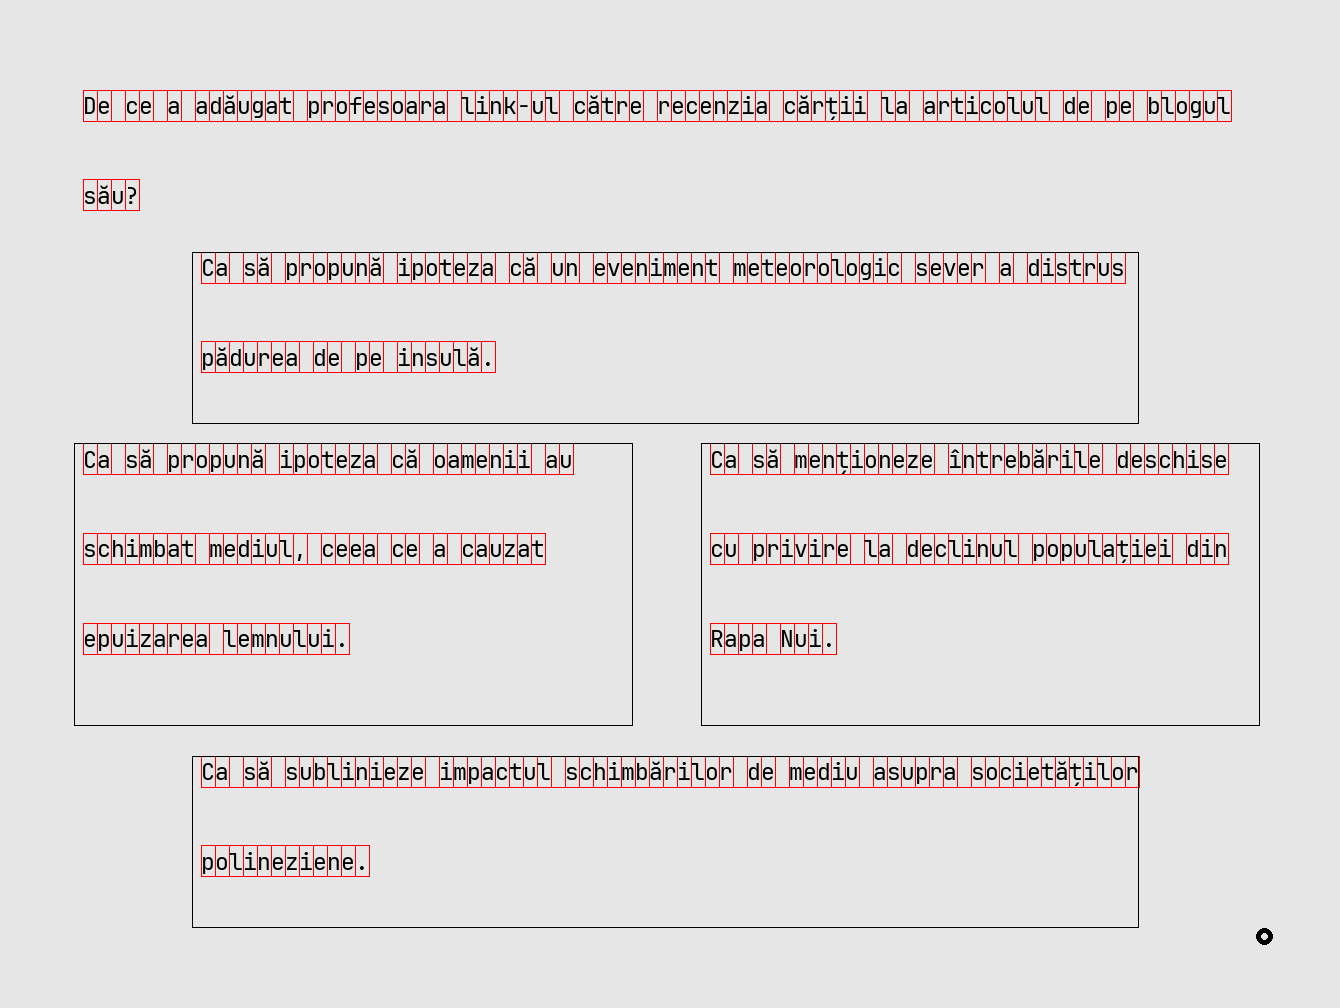 De ce a adăugat profesoara link-ul către recenzia cărții la articolul de pe blogul
său?
Ca să propună ipoteza că un eveniment meteorologic sever a distrus
pădurea de pe insulă.
Ca să propună ipoteza că oamenii au
schimbat mediul, ceea ce a cauzat
epuizarea lemnului.
Ca să menționeze întrebările deschise
cu privire la declinul populației din
Rapa Nui.
Ca să sublinieze impactul schimbărilor de mediu asupra societăților
polineziene.